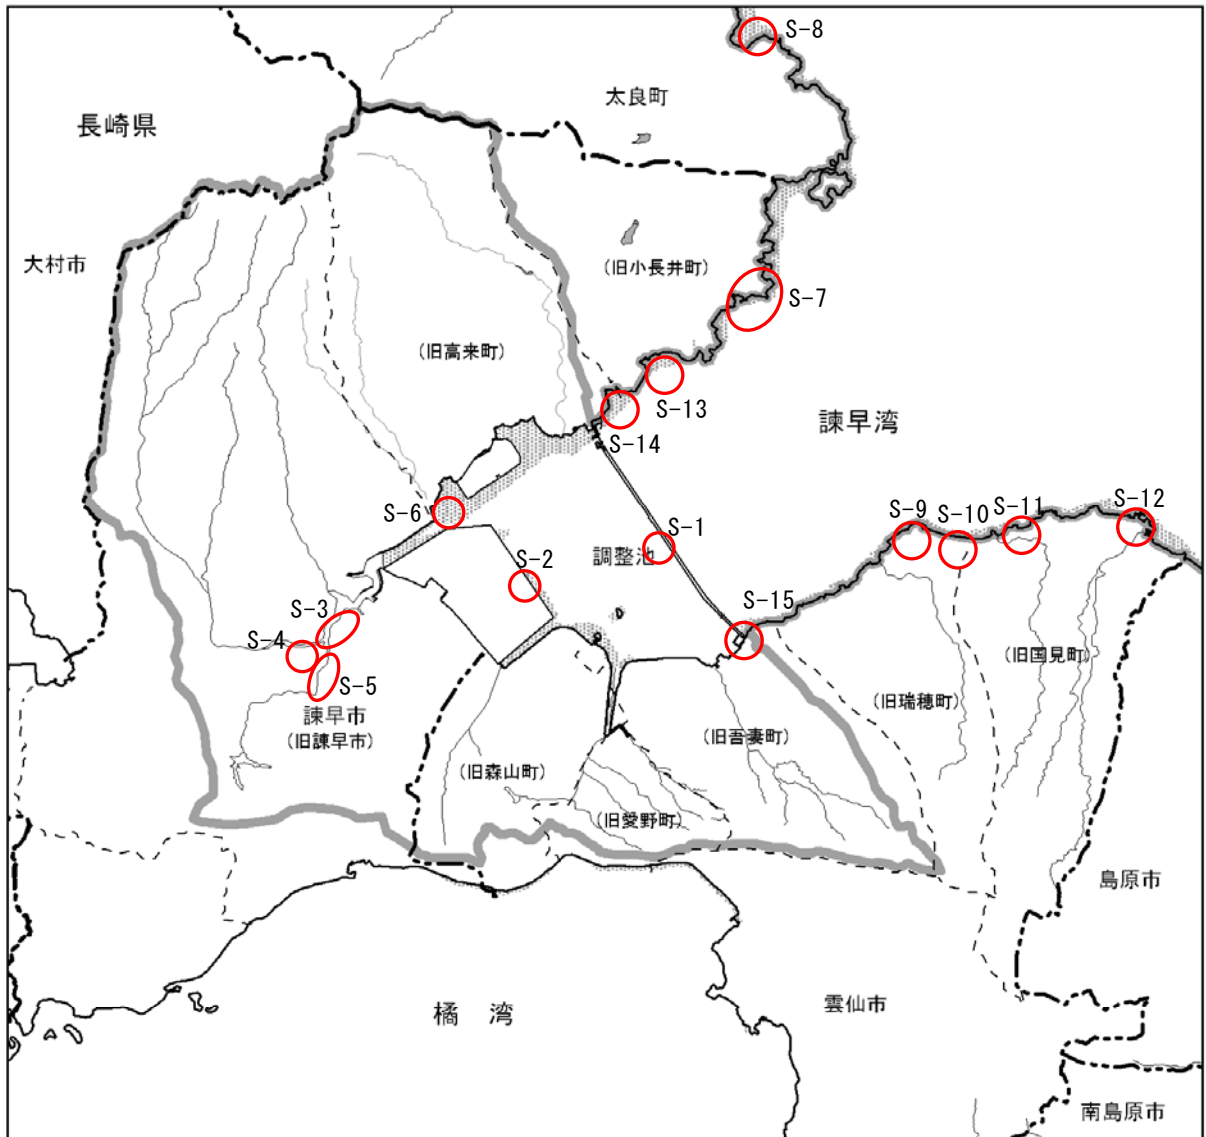 S-8
太良町
長崎県
大村市
(旧小長井町)
S-7
(旧高来町)
S-13
諫早湾
S-14
S-6
S-9
S-10
S-11
S-12
S-1
調整池
S-2
S-3
S-15
S-4
(旧国見町)
S-5
(旧瑞穂町)
諫早市
(旧諫早市)
(旧吾妻町)
(旧森山町)
(旧愛野町)
島原市
橘 湾
雲仙市
南島原市